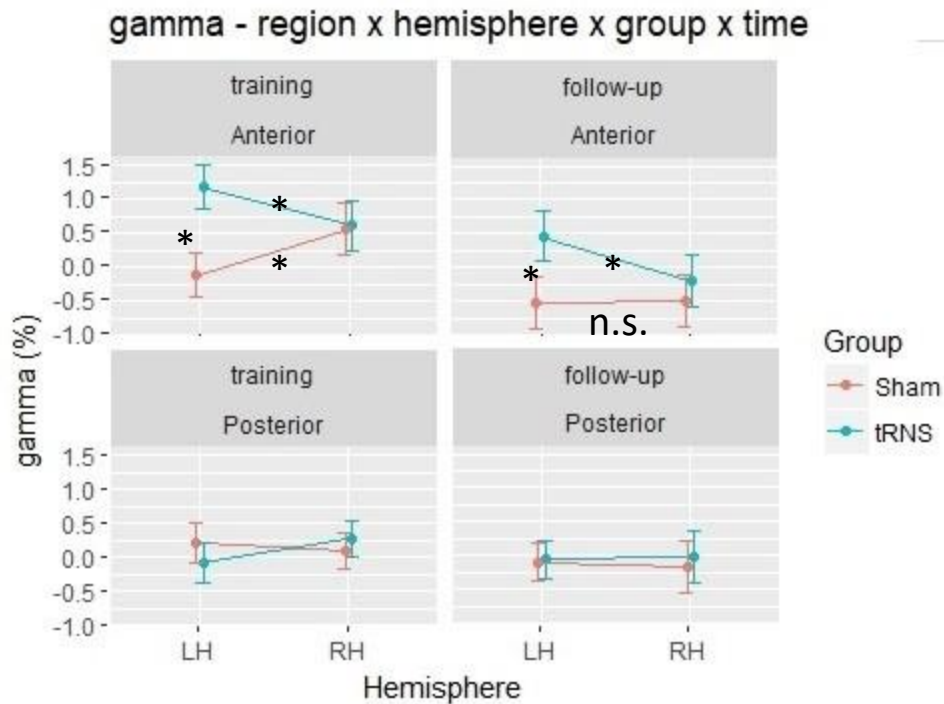 gamma - region x hemisphere x group x time
training
follow-up
Anterior
Anterior
1.5
1.0
*
0.5
*
0.0
*
*
*
-0.5
n.s.
-1.0
gamma (%)
training
follow-up
Posterior
Posterior
1.5
1.0
0.5
0.0
-0.5
-1.0
LH
RH
LH
RH
Hemisphere
Group
Sham
tRNS